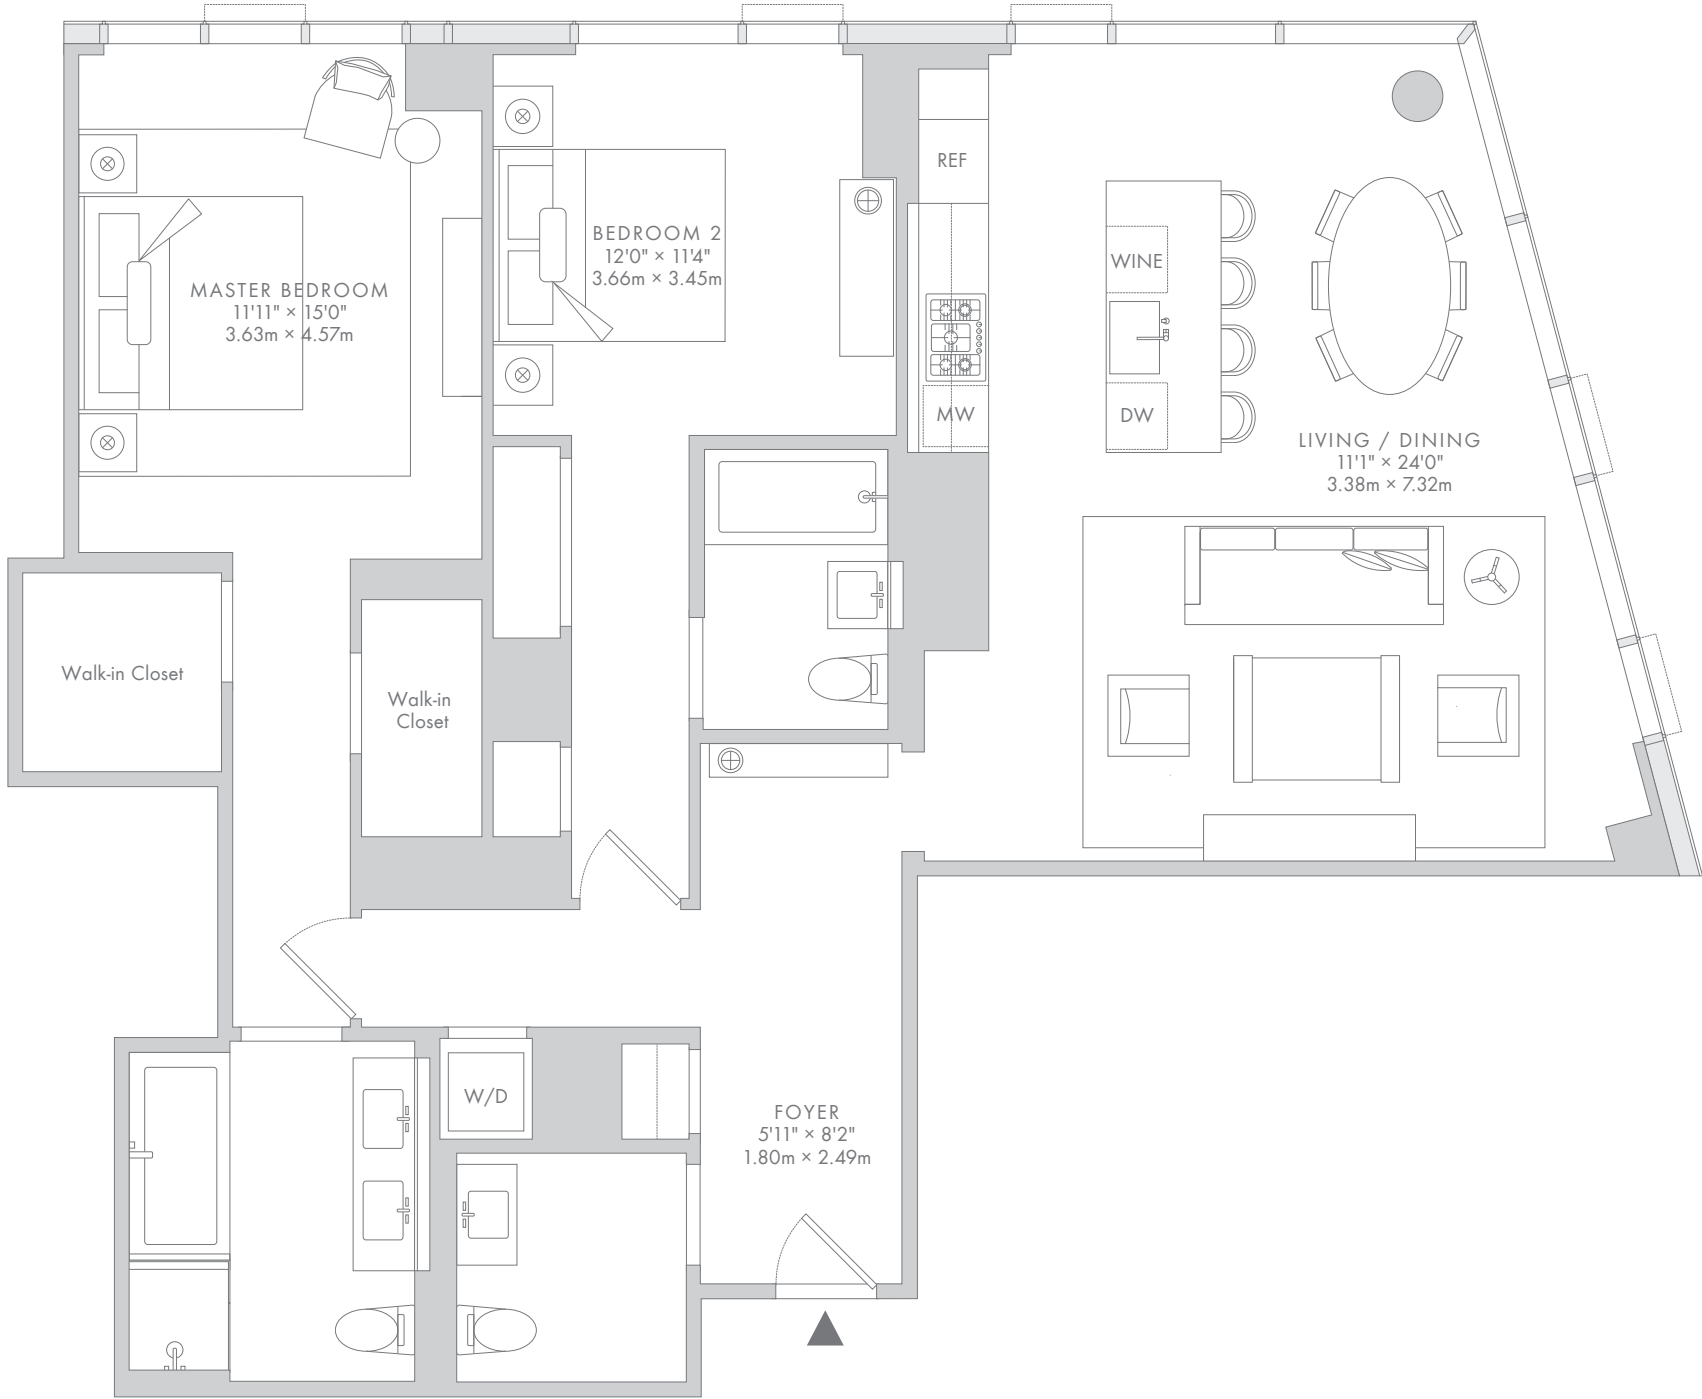 REF
BEDROOM 2
12'0" × 11'4"
3.66m × 3.45m
WINE
MASTER BEDROOM
11'11" × 15'0"
3.63m × 4.57m
MW
DW
LIVING / DINING
11'1" × 24'0"
3.38m × 7.32m
Walk-in Closet
Walk-in
Closet
W/D
FOYER
5'11" × 8'2"
1.80m × 2.49m